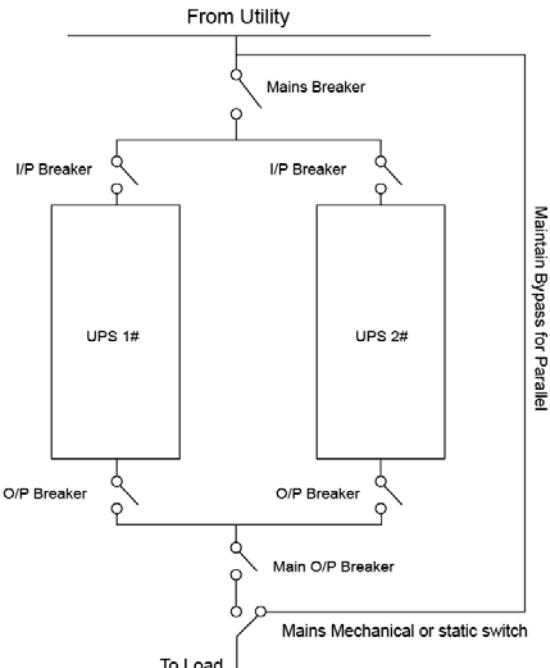 From Utility
Mains Breaker
I/P Breaker
I/P Breaker
UPS 1#
UPS 2#
Maintain Bypass for Parallel
O/P Breaker
O/P Breaker
Main O/P Breaker
Mains Mechanical or static switch
To Load